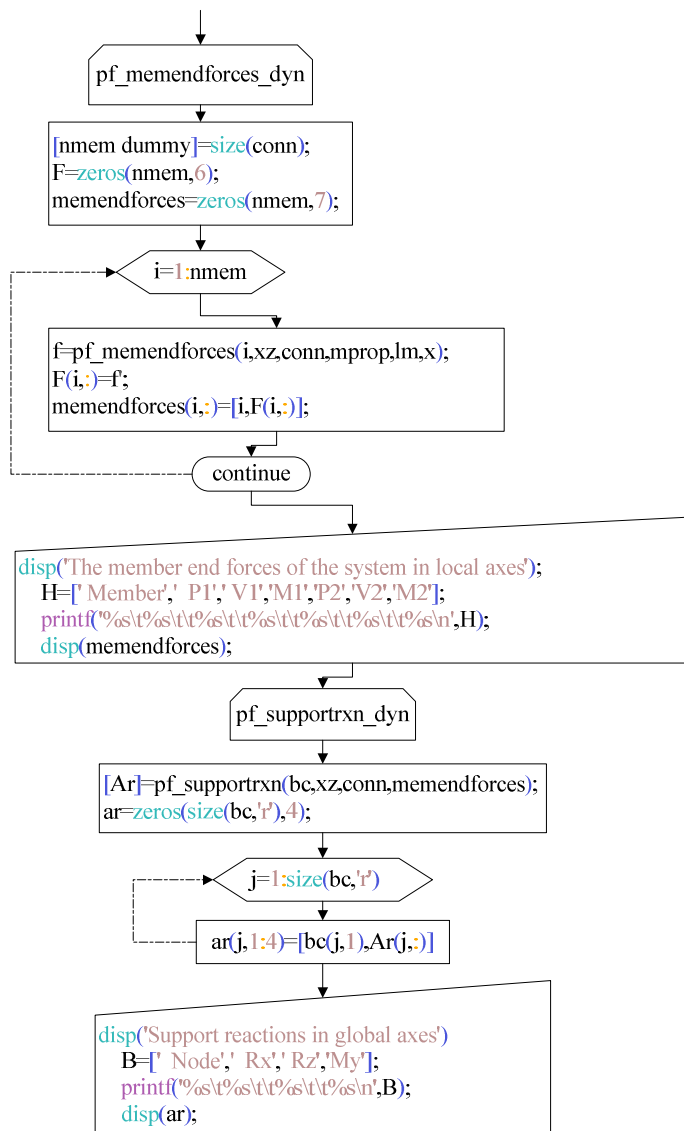 pf_memendforces_dyn
[nmem dummy]=size(conn);
F=zeros(nmem,6);
memendforces=zeros(nmem,7);
i=1:nmem
f=pf_memendforces(i,xz,conn,mprop,lm,x);
F(i,:)=f';
memendforces(i,:)=[i,F(i,:)];
continue
disp('The member end forces of the system in local axes');
H=[' Member',' P1',' V1','M1','P2','V2','M2'];
printf('%s\t%s\t\t%s\t\t%s\t\t%s\t\t%s\t\t%s\n',H);
disp(memendforces);
pf_supportrxn_dyn
[Ar]=pf_supportrxn(bc,xz,conn,memendforces);
ar=zeros(size(bc,'r'),4);
j=1:size(bc,'r')
ar(j,1:4)=[bc(j,1),Ar(j,:)]
disp('Support reactions in global axes')
B=[' Node',' Rx',' Rz','My'];
printf('%s\t%s\t\t%s\t\t%s\n',B);
disp(ar);